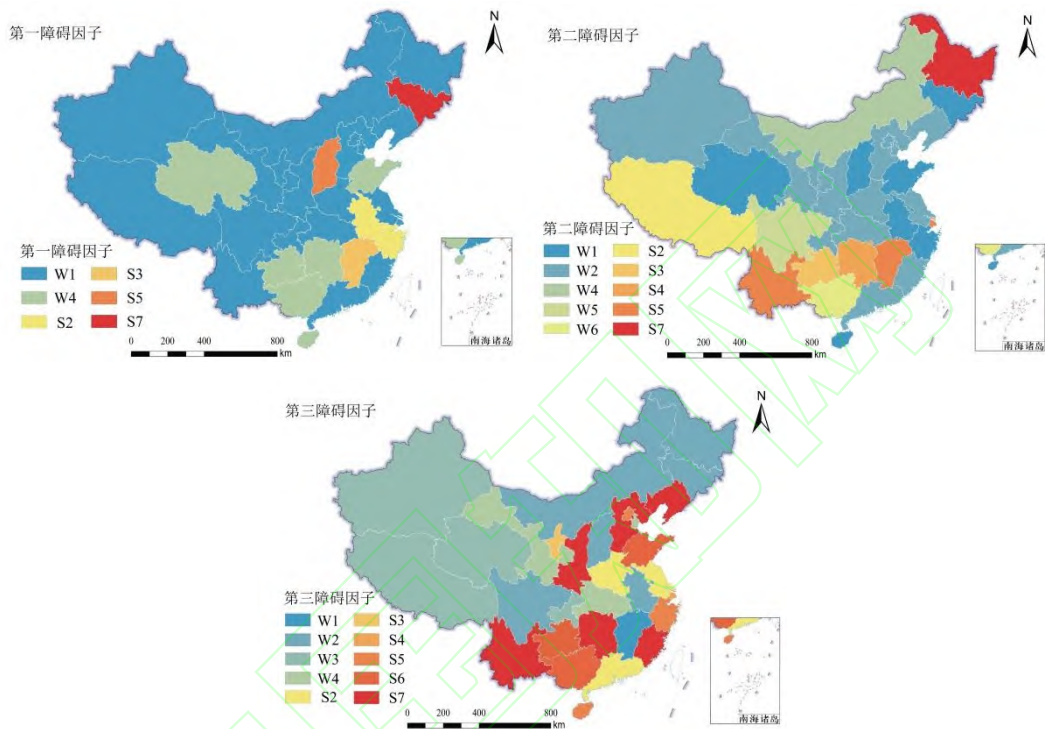 第一障碍因子
N
第一障碍因子
W1 S3
W4 S5
S2 S7
0 200 400 800
km
南海诸岛
第二障碍因子
N
第二障碍因子
W1 S2
W2 S3
W4 S4
W5 S5
W6 S7
0 200 400 800
km
南海诸岛
第三障碍因子
N
第三障碍因子
W1 S3
W2 S4
W3 S5
W4 S6
S2 S7
0 200 400 800
km
南海诸岛